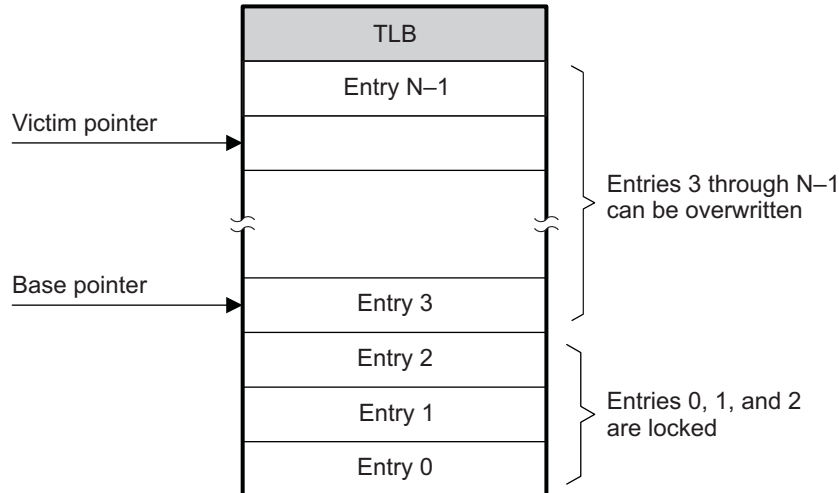 TLB
Entry N–1
Victim pointer
Entries 3 through N–1
can be overwritten
Base pointer
Entry 3
Entry 2
Entry 1
Entries 0, 1, and 2
are locked
Entry 0